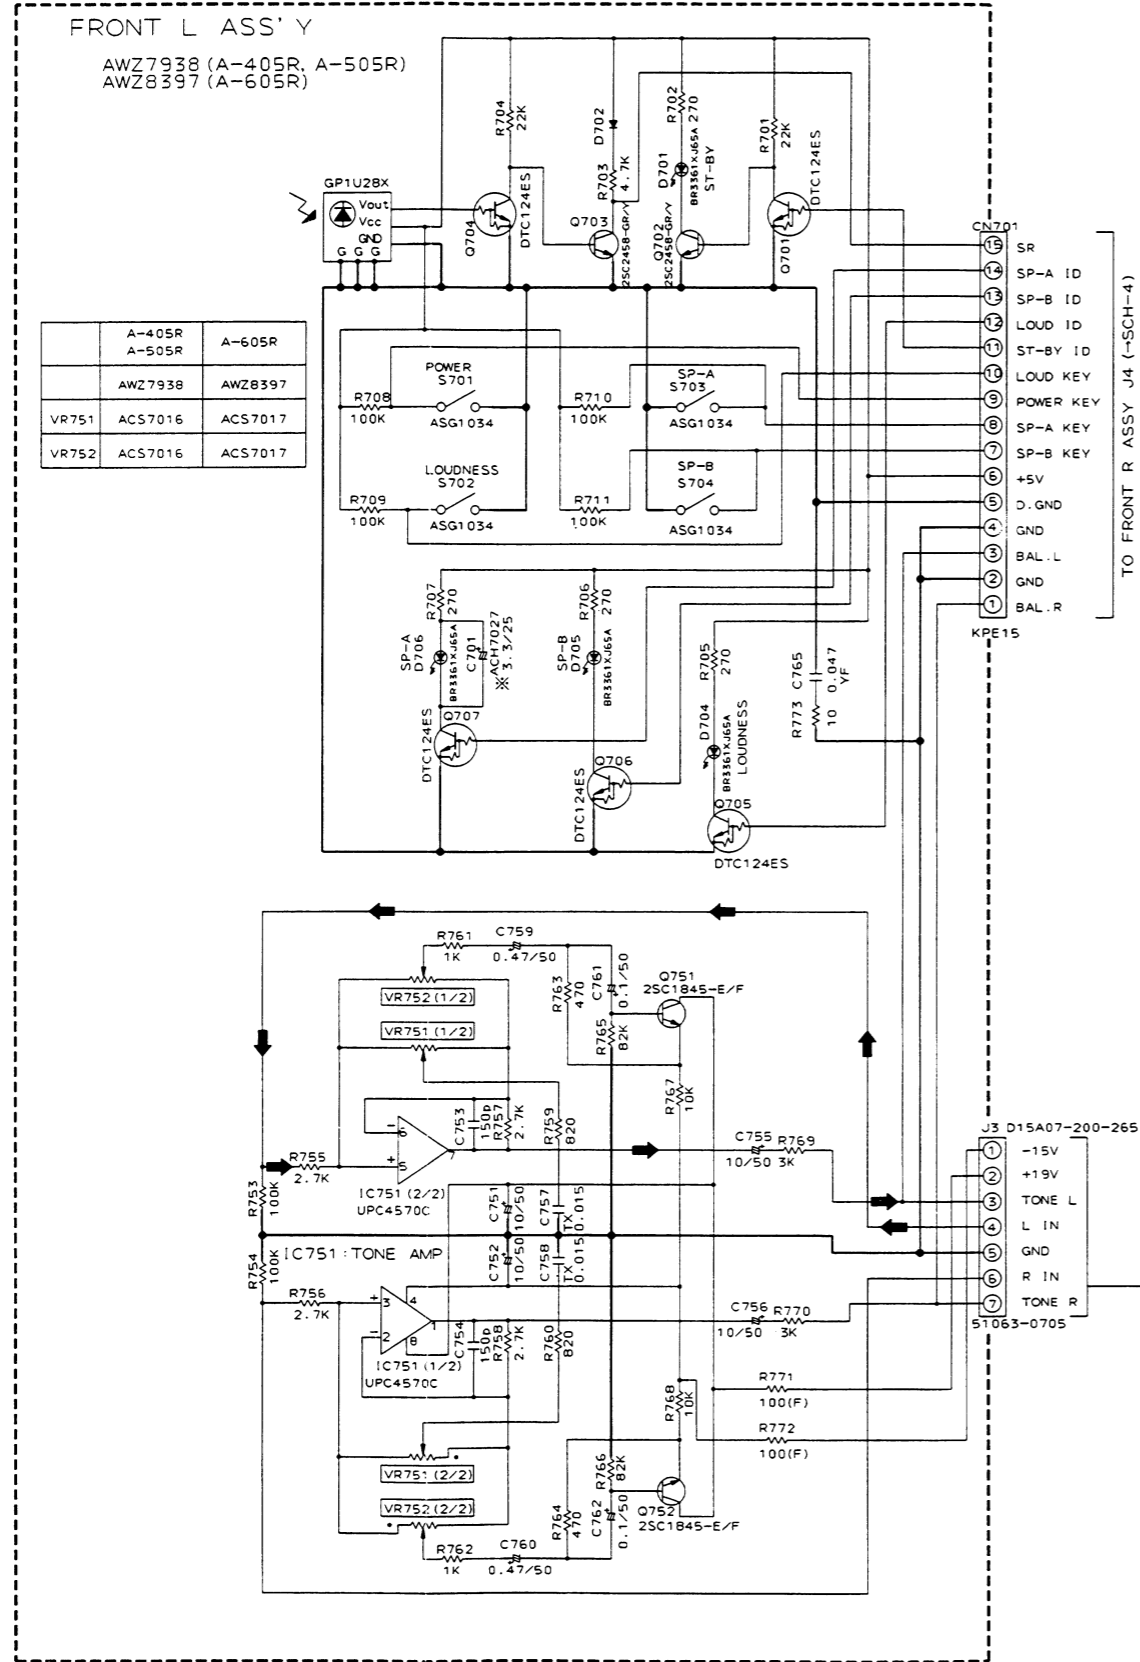 FRONT L ASS'Y
AWZ7938 (A-405R, A-505R)
AWZ8397 (A-605R)
R704
22K
D702
R703
4.7K
R702
270
D701
BR3361XJ65A
ST-BY
R701
22K
DTC124ES
GP1U28X
Vout
Vcc
GND
G G G
Q704
DTC124ES
Q703
2SC2458-GR/Y
Q702
2SC2458-GR/Y
Q701
CN701
15 SR
14 SP-A ID
13 SP-B ID
12 LOUD ID
11 ST-BY ID
10 LOUD KEY
9 POWER KEY
8 SP-A KEY
7 SP-B KEY
6 +5V
5 D.GND
4 GND
3 BAL.L
2 GND
1 BAL.R
KPE15
TO FRONT R ASSY J4 (→SCH-4)
A-405R
A-505R
A-605R
AWZ7938 AWZ8397
VR751 ACS7016 ACS7017
VR752 ACS7016 ACS7017
POWER
S701
R708
100K
ASG1034
SP-A
S703
R710
100K
ASG1034
LOUDNESS
S702
R709
100K
ASG1034
SP-B
S704
R711
100K
ASG1034
R707
270
SP-A
D706
BR3361XJ65A
C701
ACH7027
※ 3.3/25
R706
270
SP-B
D705
BR3361XJ65A
R705
270
D704
BR3361XJ65A
LOUDNESS
C765
0.047
YF
R773
10
Q707
DTC124ES
Q706
DTC124ES
Q705
DTC124ES
R761
1K
C759
0.47/50
R763
470
C761
0.1/50
Q751
2SC1845-E/F
VR752 (1/2)
VR751 (1/2)
R765
82K
R767
10K
C753
150p
R757
2.7K
R759
820
6
5
7
R755
2.7K
IC751 (2/2)
UPC4570C
C755
10/50
R769
3K
R753
100K
C751
10/50
C757
TX
0.015
J3 D15A07-200-265
1 -15V
2 +19V
3 TONE L
4 L IN
5 GND
6 R IN
7 TONE R
51063-0705
IC751 : TONE AMP
R754
100K
C752
10/50
C758
TX
0.015
R756
2.7K
3
2
4
8
1
IC751 (1/2)
UPC4570C
C754
150p
R758
2.7K
R760
820
C756
10/50
R770
3K
R768
10K
R771
100(F)
R772
100(F)
VR751 (2/2)
VR752 (2/2)
R766
82K
R764
470
C762
0.1/50
Q752
2SC1845-E/F
R762
1K
C760
0.47/50